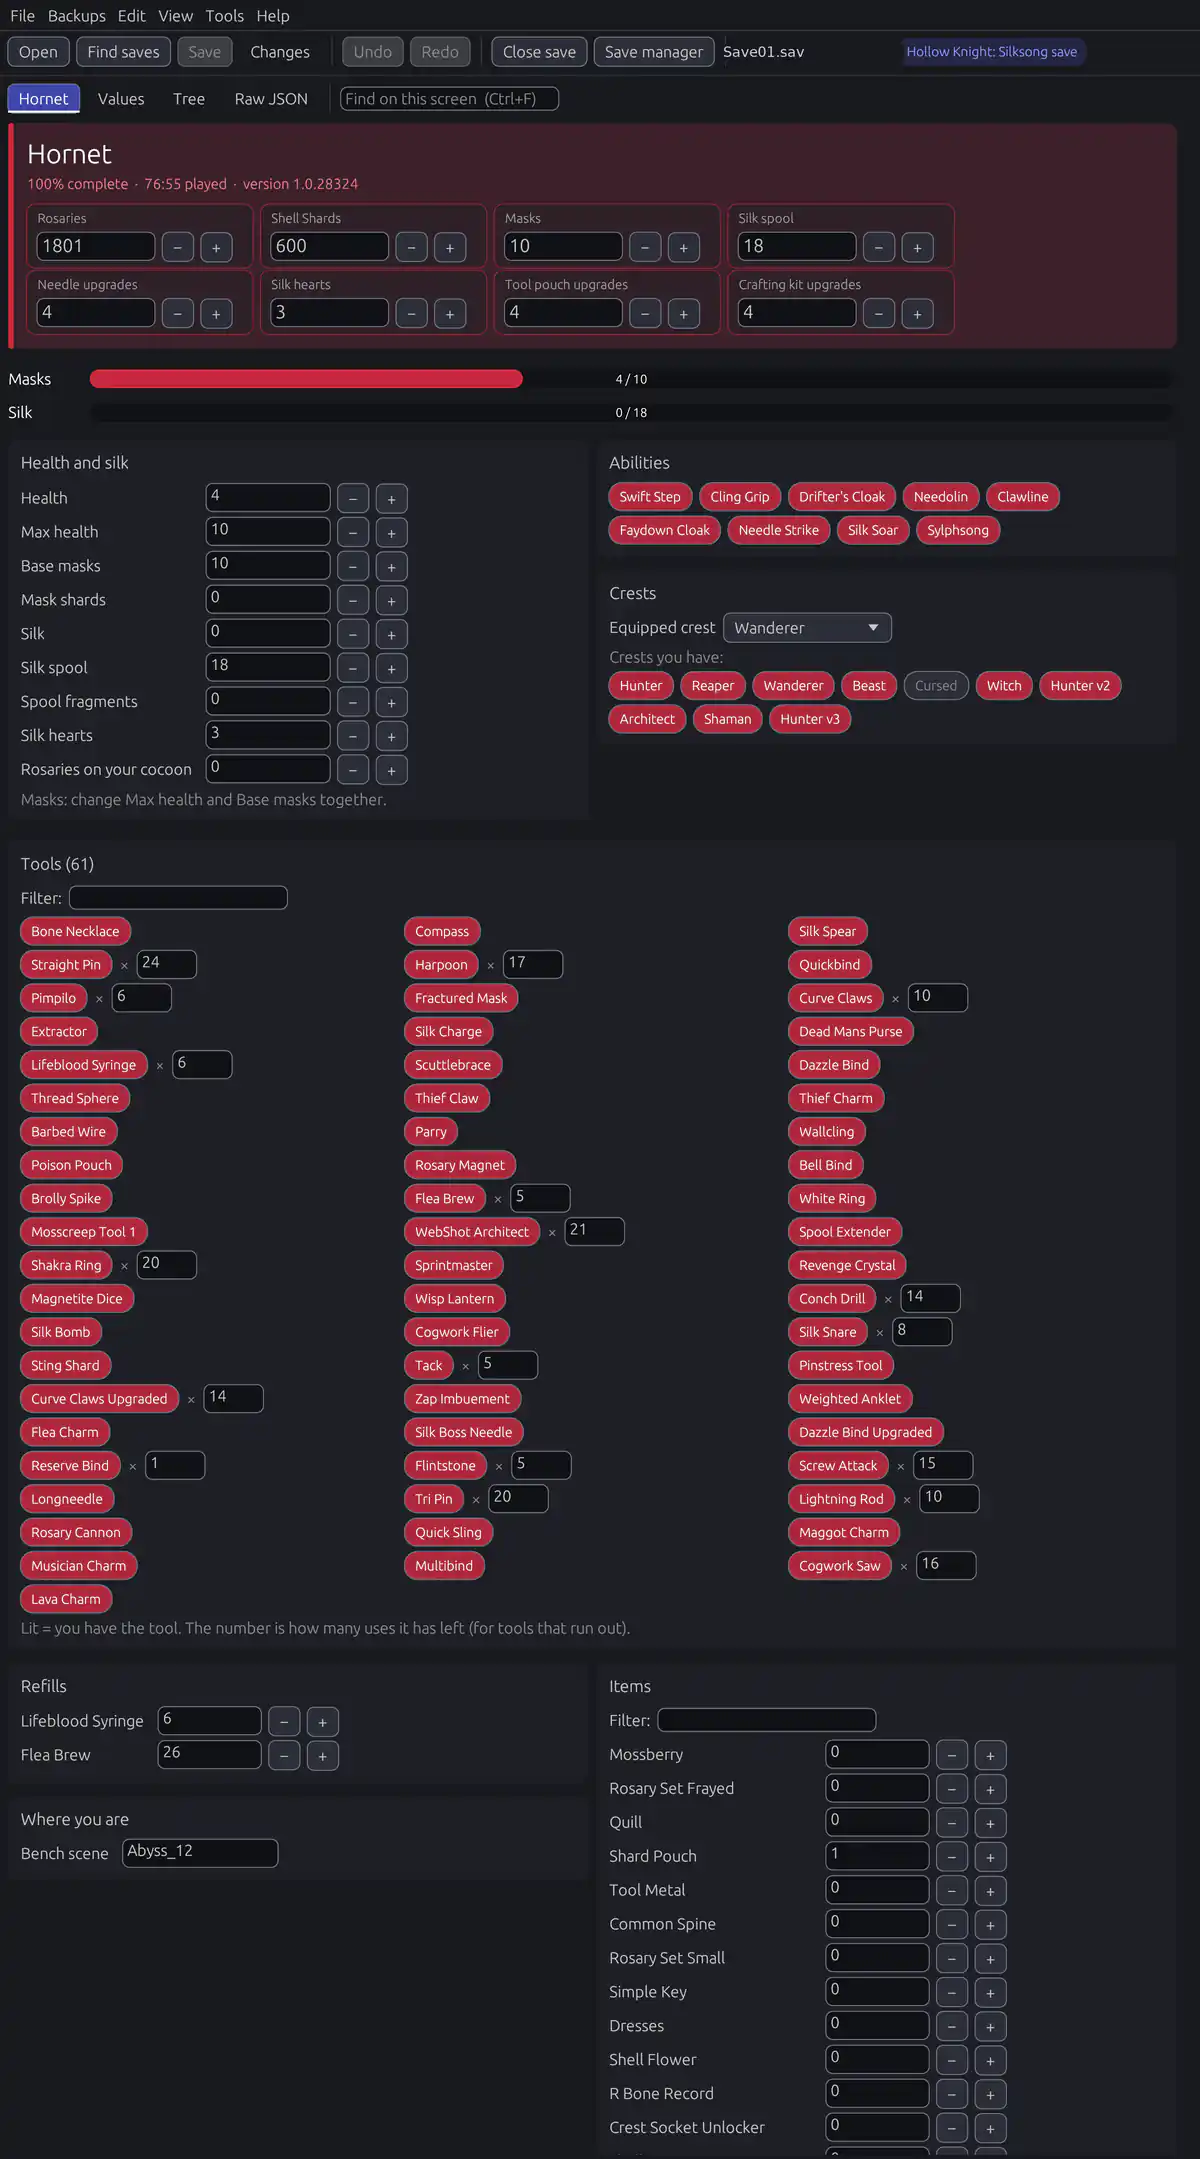 File Backups Edit View Tools Help
Open Find saves Save Changes Undo Redo Close save Save manager Save01.sav Hollow Knight: Silksong save
Hornet Values Tree Raw JSON Find on this screen (Ctrl+F)
Hornet
100% complete · 76:55 played · version 1.0.28324
Rosaries Shell Shards Masks Silk spool
1801 − + 600 − + 10 − + 18 − +
Needle upgrades Silk hearts Tool pouch upgrades Crafting kit upgrades
4 − + 3 − + 4 − + 4 − +
Masks 4 / 10
Silk 0 / 18
Health and silk
Health 4 − +
Max health 10 − +
Base masks 10 − +
Mask shards 0 − +
Silk 0 − +
Silk spool 18 − +
Spool fragments 0 − +
Silk hearts 3 − +
Rosaries on your cocoon 0 − +
Masks: change Max health and Base masks together.
Abilities
Swift Step Cling Grip Drifter's Cloak Needolin Clawline
Faydown Cloak Needle Strike Silk Soar Sylphsong
Crests
Equipped crest Wanderer
Crests you have:
Hunter Reaper Wanderer Beast Cursed Witch Hunter v2
Architect Shaman Hunter v3
Tools (61)
Filter:
Bone Necklace Compass Silk Spear
Straight Pin × 24 Harpoon × 17 Quickbind
Pimpilo × 6 Fractured Mask Curve Claws × 10
Extractor Silk Charge Dead Mans Purse
Lifeblood Syringe × 6 Scuttlebrace Dazzle Bind
Thread Sphere Thief Claw Thief Charm
Barbed Wire Parry Wallcling
Poison Pouch Rosary Magnet Bell Bind
Brolly Spike Flea Brew × 5 White Ring
Mosscreep Tool 1 WebShot Architect × 21 Spool Extender
Shakra Ring × 20 Sprintmaster Revenge Crystal
Magnetite Dice Wisp Lantern Conch Drill × 14
Silk Bomb Cogwork Flier Silk Snare × 8
Sting Shard Tack × 5 Pinstress Tool
Curve Claws Upgraded × 14 Zap Imbuement Weighted Anklet
Flea Charm Silk Boss Needle Dazzle Bind Upgraded
Reserve Bind × 1 Flintstone × 5 Screw Attack × 15
Longneedle Tri Pin × 20 Lightning Rod × 10
Rosary Cannon Quick Sling Maggot Charm
Musician Charm Multibind Cogwork Saw × 16
Lava Charm
Lit = you have the tool. The number is how many uses it has left (for tools that run out).
Refills
Lifeblood Syringe 6 − +
Flea Brew 26 − +
Where you are
Bench scene Abyss_12
Items
Filter:
Mossberry 0 − +
Rosary Set Frayed 0 − +
Quill 0 − +
Shard Pouch 1 − +
Tool Metal 0 − +
Common Spine 0 − +
Rosary Set Small 0 − +
Simple Key 0 − +
Dresses 0 − +
Shell Flower 0 − +
R Bone Record 0 − +
Crest Socket Unlocker 0 − +